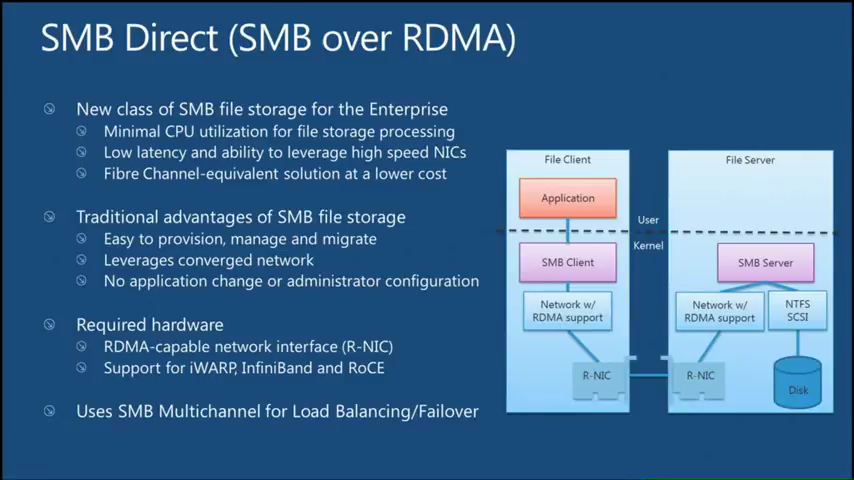 SMB Direct (SMB over RDMA)
New class of SMB file storage for the Enterprise
Minimal CPU utilization for file storage processing
Low latency and ability to leverage high speed NICs
Fibre Channel-equivalent solution at a lower cost
Traditional advantages of SMB file storage
Easy to provision, manage and migrate
Leverages converged network
No application change or administrator configuration
Required hardware
RDMA-capable network interface (R-NIC)
Support for iWARP, InfiniBand and RoCE
Uses SMB Multichannel for Load Balancing/Failover
File Client
File Server
Application
User
Kernel
SMB Client
SMB Server
Network w/
RDMA support
Network w/
RDMA support
NTFS
SCSI
R-NIC
R-NIC
Disk